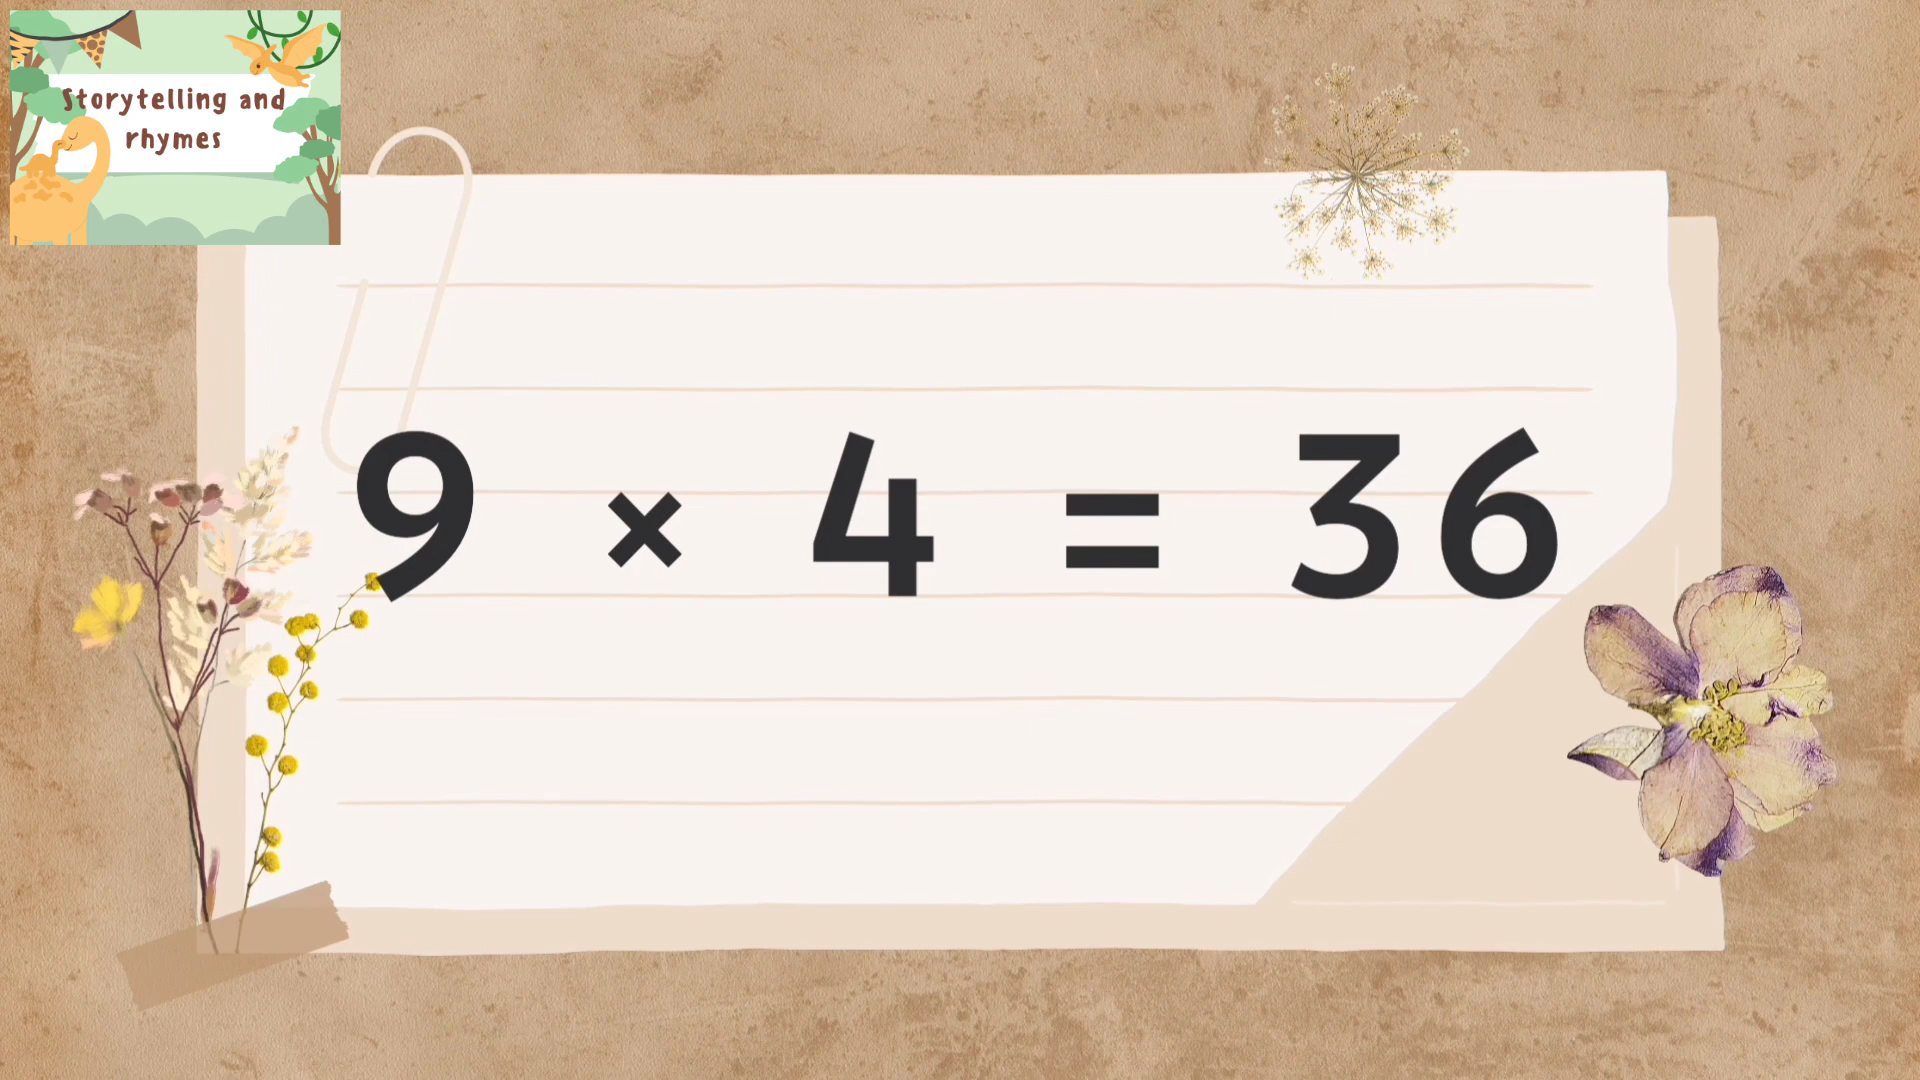 Storytelling and
rhymes
9 × 4 = 36